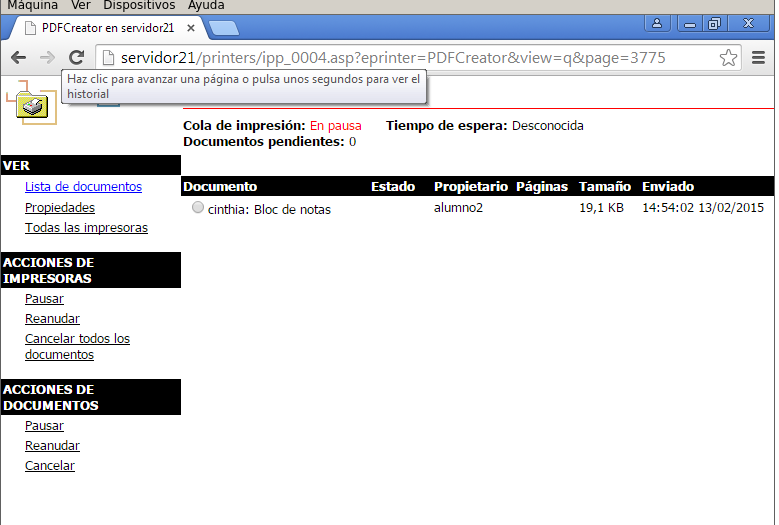 Máquina Ver Dispositivos Ayuda
PDFCreator en servidor21
servidor21/printers/ipp_0004.asp?eprinter=PDFCreator&view=q&page=3775
Haz clic para avanzar una página o pulsa unos segundos para ver el
historial
Cola de impresión: En pausa Tiempo de espera: Desconocida
Documentos pendientes: 0
VER
Lista de documentos
Propiedades
Todas las impresoras
ACCIONES DE
IMPRESORAS
Pausar
Reanudar
Cancelar todos los
documentos
ACCIONES DE
DOCUMENTOS
Pausar
Reanudar
Cancelar
Documento Estado Propietario Páginas Tamaño Enviado
cinthia: Bloc de notas alumno2 19,1 KB 14:54:02 13/02/2015